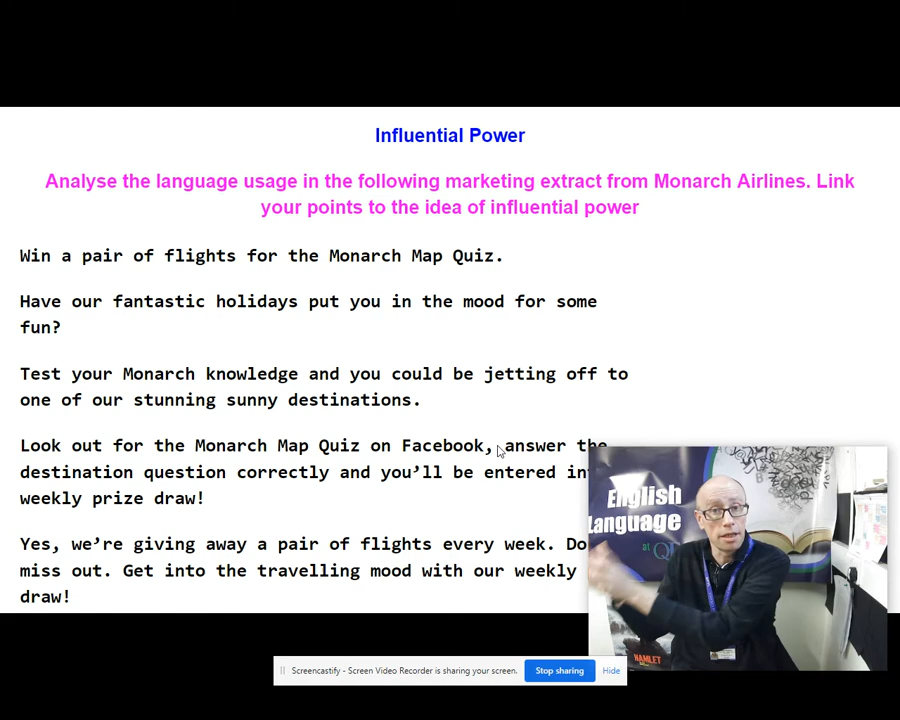 Influential Power
Analyse the language usage in the following marketing extract from Monarch Airlines. Link
your points to the idea of influential power
Win a pair of flights for the Monarch Map Quiz.
Have our fantastic holidays put you in the mood for some
fun?
Test your Monarch knowledge and you could be jetting off to
one of our stunning sunny destinations.
Look out for the Monarch Map Quiz on Facebook, answer the
destination question correctly and you’ll be entered
weekly prize draw!
Yes, we’re giving away a pair of flights every week.
miss out. Get into the travelling mood with our weekly
draw!
English
Language
at
HAMLET
Screencastify - Screen Video Recorder is sharing your screen.
Stop sharing
Hide